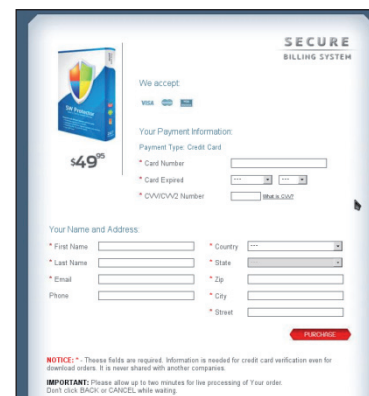 SECURE
BILLING SYSTEM
SW Protector
$49 95
We accept:
VISA
Your Payment Information:
Payment Type: Credit Card
* Card Number
* Card Expired --- ---
* CVV/CVV2 Number What is CVV?
Your Name and Address:
* First Name
* Last Name
* Email
Phone
* Country ---
* State
* Zip
* City
* Street
PURCHASE
NOTICE: * - Theese fields are required. Information is needed for credit card verification even for
download orders. It is never shared with another companies.
IMPORTANT: Please allow up to two minutes for live processing of Your order.
Don't click BACK or CANCEL while waiting.